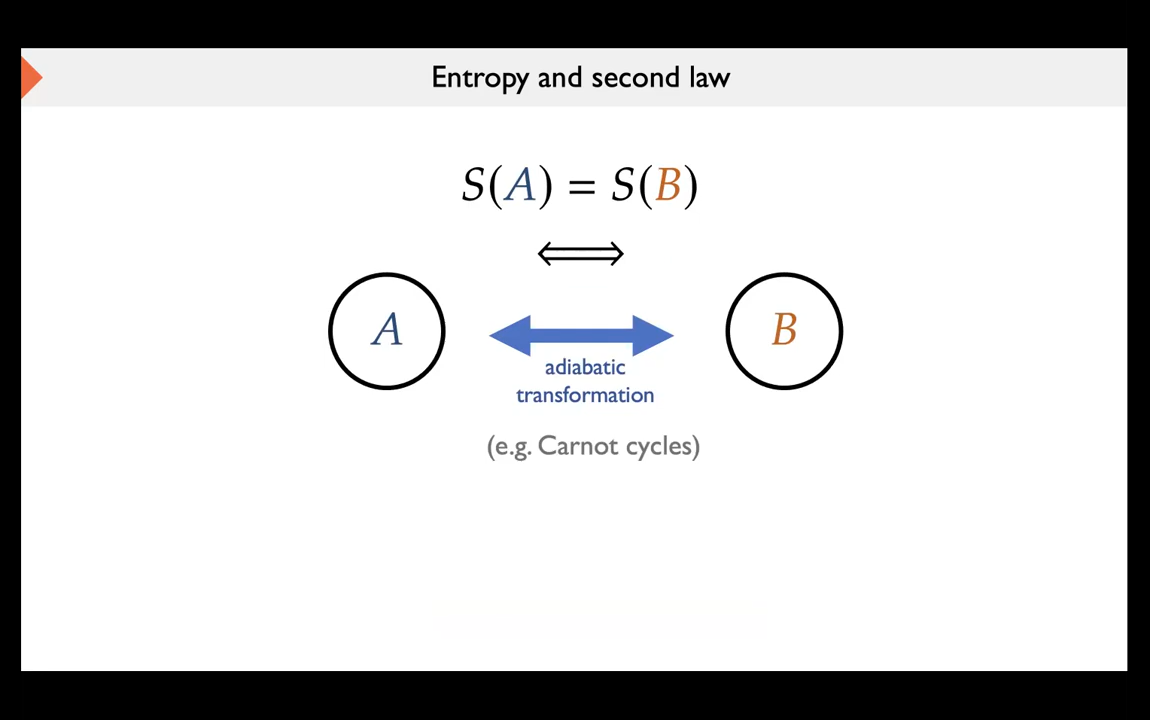 Entropy and second law
S(A) = S(B)
⟺
A
B
adiabatic
transformation
(e.g. Carnot cycles)